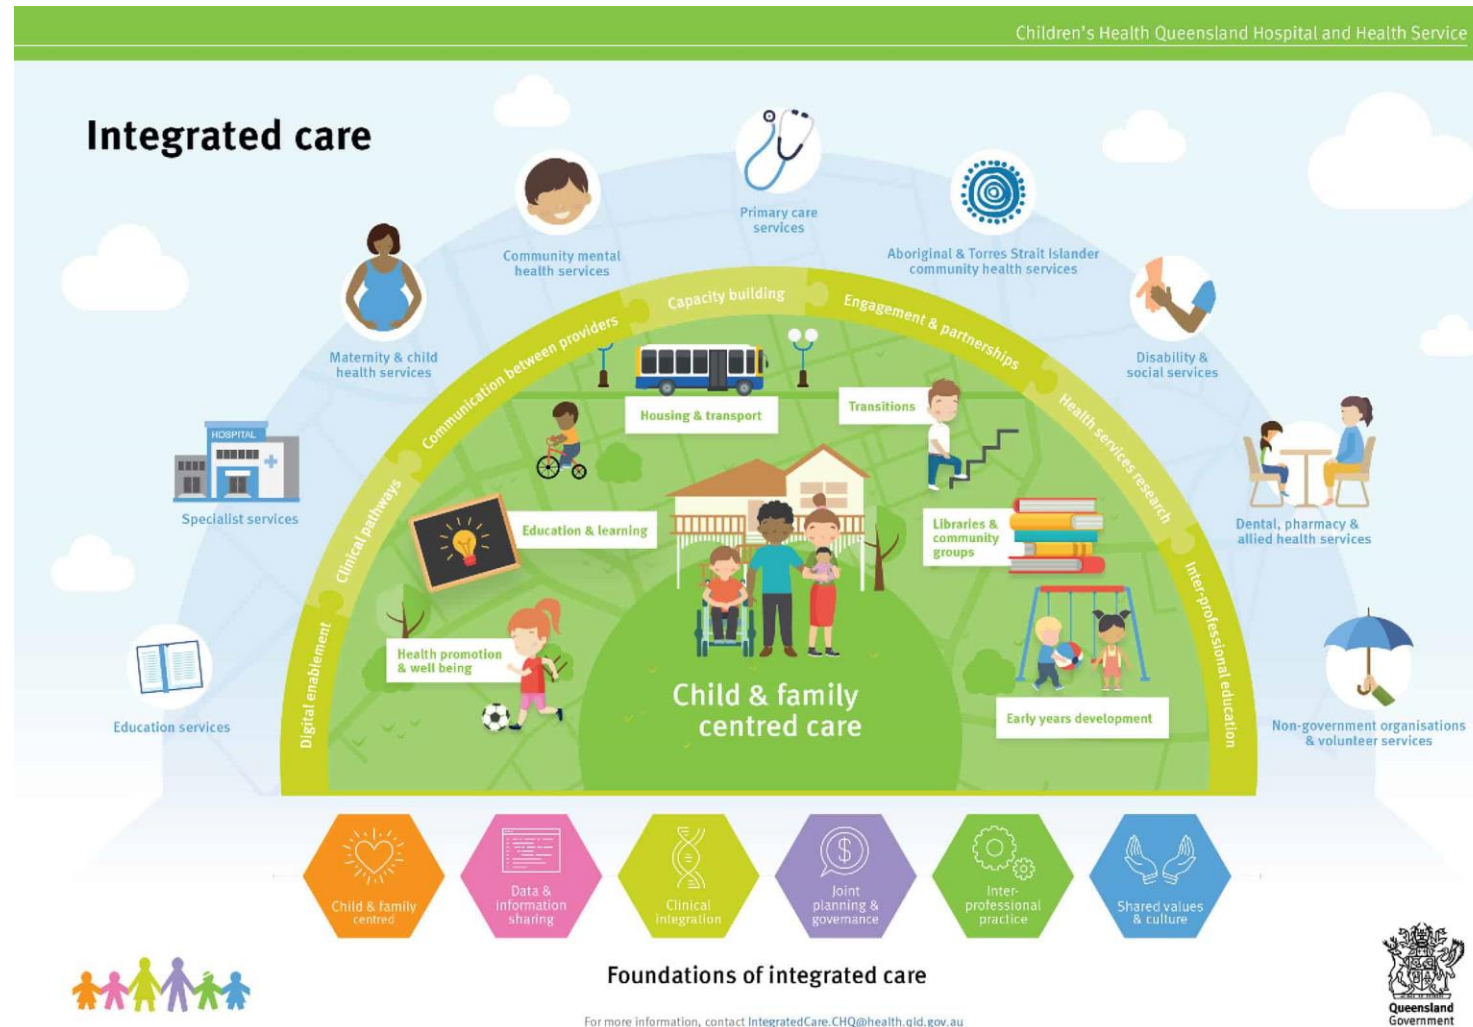 Children's Health Queensland Hospital and Health Service
Integrated care
Primary care
services
Community mental
health services
Aboriginal & Torres Strait Islander
community health services
Maternity & child
health services
Disability &
social services
HOSPITAL
Specialist services
Dental, pharmacy &
allied health services
Education services
Non-government organisations
& volunteer services
Digital enablement
Clinical pathways
Communication between providers
Capacity building
Engagement & partnerships
Health services research
Inter-professional education
Housing & transport
Transitions
Education & learning
Libraries &
community
groups
Health promotion
& well being
Early years development
Child & family
centred care
Child & family
centred
Data &
information
sharing
Clinical
integration
$
Joint
planning &
governance
Inter-
professional
practice
Shared values
& culture
Foundations of integrated care
For more information, contact IntegratedCare.CHQ@health.qld.gov.au
Queensland
Government